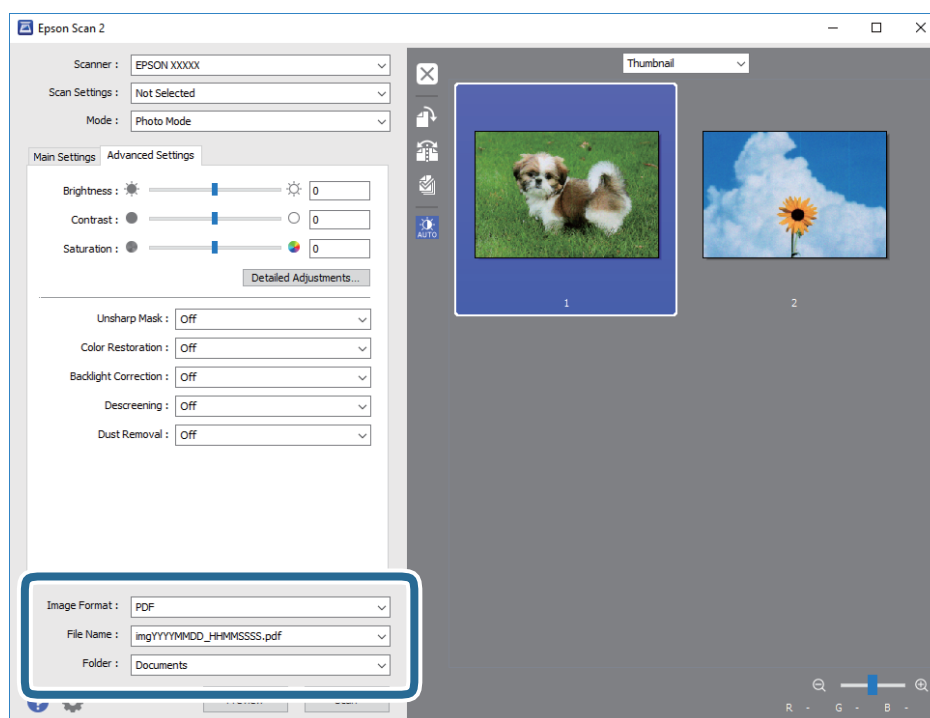 Epson Scan 2
Scanner : EPSON XXXXX
Scan Settings : Not Selected
Mode : Photo Mode
Main Settings Advanced Settings
Brightness : 0
Contrast : 0
Saturation : 0
Detailed Adjustments...
Unsharp Mask : Off
Color Restoration : Off
Backlight Correction : Off
Descreening : Off
Dust Removal : Off
Image Format : PDF
File Name : imgYYYYMMDD_HHMMSSSS.pdf
Folder : Documents
Preview Scan
Thumbnail
AUTO
1 2
R - G - B -